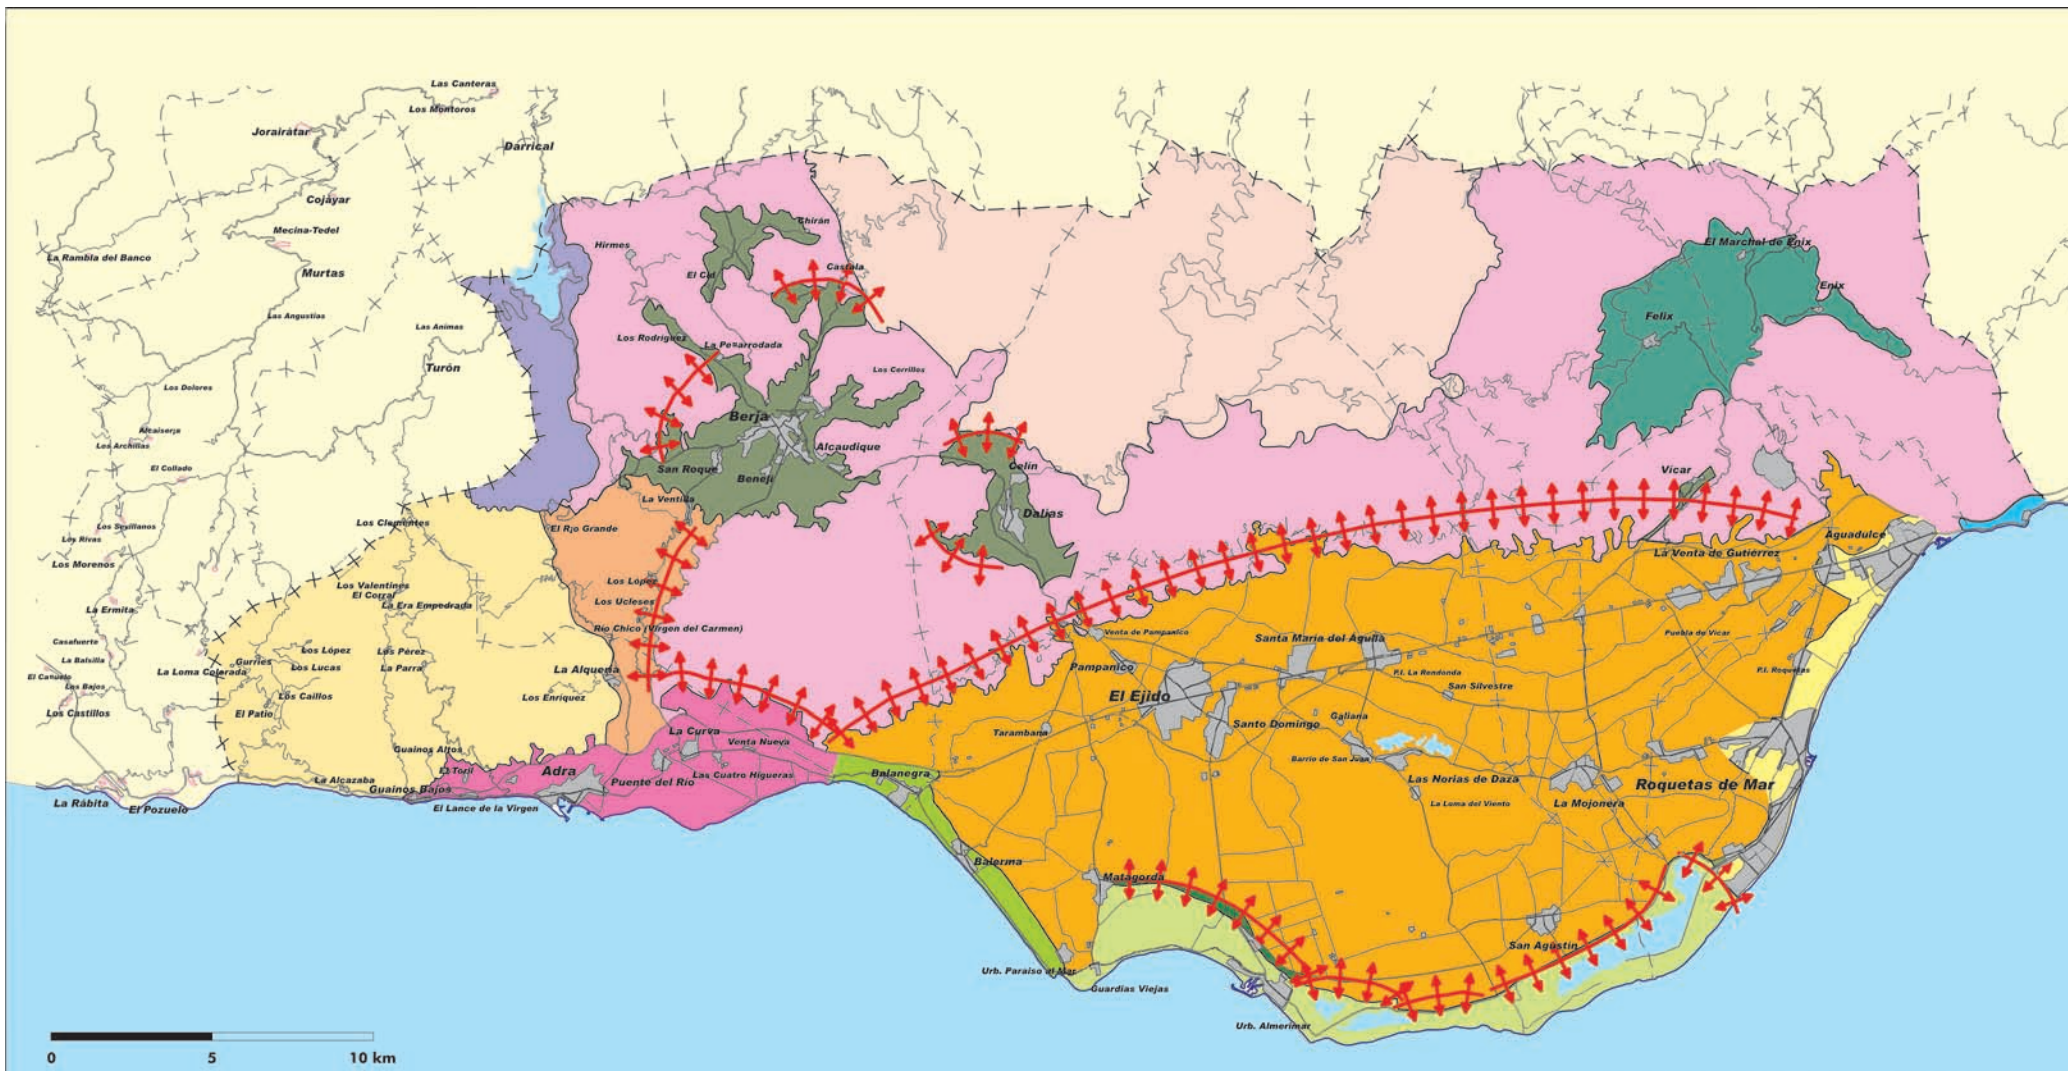 Las Canteras
Los Montoros
Jorairátar
Darrical
Cojáyar
Mecina-Tedel
La Rambla del Banco
Murtas
Las Angustias
Las Animas
Turón
Los Dolores
Alcaiserja
Los Archillas
El Collado
Los Sevillanos
Los Rivas
Los Morenos
La Ermita
Casafuerte
La Balsilla
El Cañuelo
Los Bajos
Los Castillos
La Rábita
El Pozuelo
Los Clementes
Los Valentines
El Corral
La Era Empedrada
Los López
Gurries
Los Lucas
La Loma Colorada
Los Caillos
El Patio
Los Pérez
La Parra
Los Enríquez
La Alquería
Guainos Altos
El Toril
La Alcazaba
Guainos Bajos
El Lance de la Virgen
Adra
Puente del Río
La Curva
Venta Nueva
Las Cuatro Higueras
Chirán
Hirmes
El Cid
Castala
Los Rodríguez
La Peñarrodada
Los Cerrillos
Berja
Alcaudique
San Roque
Benejí
La Ventilla
El Río Grande
Los López
Los Ucleses
Río Chico (Virgen del Carmen)
Celín
Dalías
El Marchal de Enix
Enix
Felix
Vícar
Aguadulce
La Venta de Gutiérrez
Venta de Pampanico
Pampanico
Santa María del Águila
Puebla de Vícar
P.I. La Rendonda
P.I. Roquetas
San Silvestre
El Ejido
Santo Domingo
Galiana
Tarambana
Barrio de San Juan
Las Norias de Daza
La Loma del Viento
La Mojonera
Roquetas de Mar
Balanegra
Balerma
Matagorda
San Agustín
Urb. Paraiso al Mar
Guardias Viejas
Urb. Almerimar
0 5 10 km